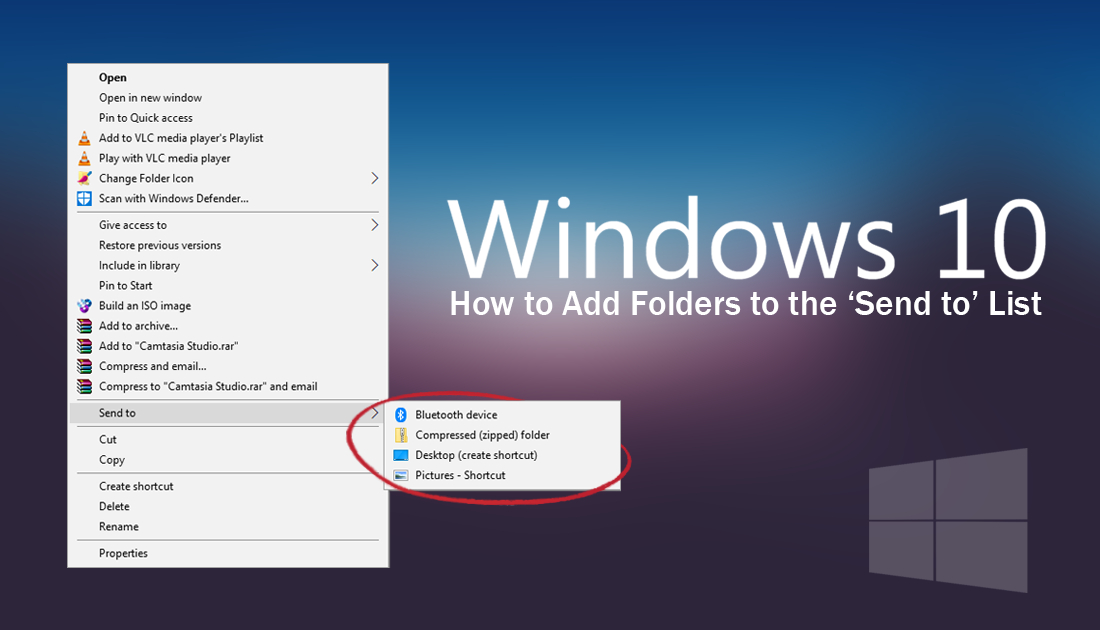 Open
Open in new window
Pin to Quick access
Add to VLC media player's Playlist
Play with VLC media player
Change Folder Icon
Scan with Windows Defender...
Give access to
Restore previous versions
Include in library
Pin to Start
Build an ISO image
Add to archive...
Add to "Camtasia Studio.rar"
Compress and email...
Compress to "Camtasia Studio.rar" and email
Send to
Cut
Copy
Create shortcut
Delete
Rename
Properties
Bluetooth device
Compressed (zipped) folder
Desktop (create shortcut)
Pictures - Shortcut
Windows 10
How to Add Folders to the ‘Send to’ List